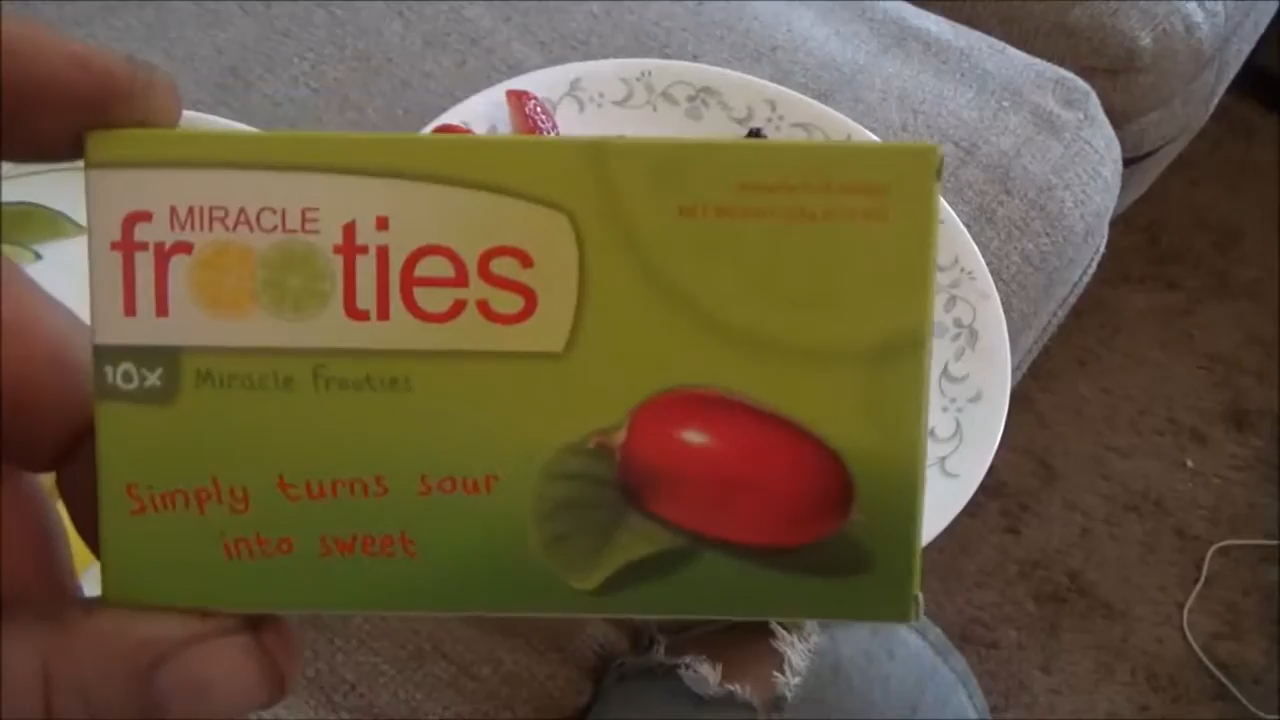 MIRACLE
frooties
10x Miracle Frooties
Simply turns sour
into sweet